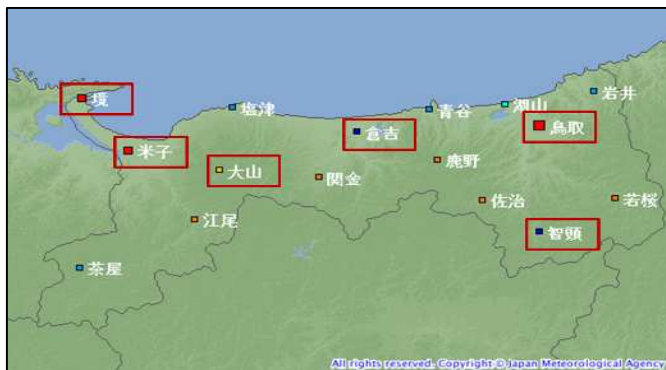 境
塩津
倉吉
青谷
湖山
岩井
鳥取
米子
大山
関金
鹿野
佐治
若桜
江尾
智頭
茶屋
All rights reserved. Copyright © Japan Meteorological Agency